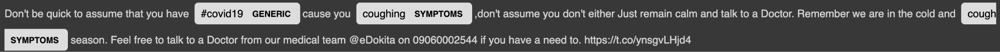 Don't be quick to assume that you have #covid19 GENERIC cause you coughing SYMPTOMS ,don't assume you don't either Just remain calm and talk to a Doctor. Remember we are in the cold and cough
SYMPTOMS season. Feel free to talk to a Doctor from our medical team @eDokita on 09060002544 if you have a need to. https://t.co/ynsgvLHjd4